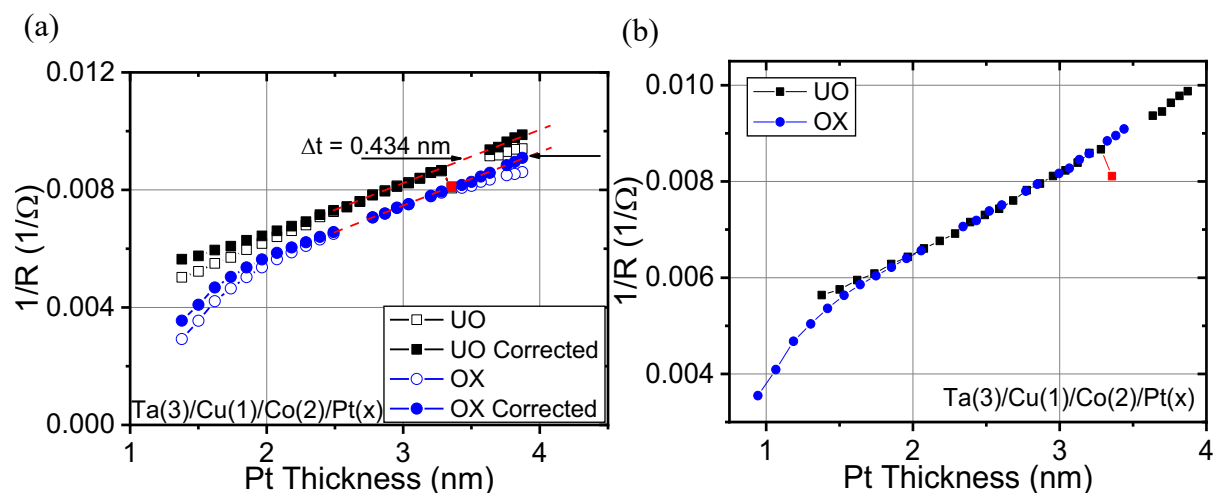 (a)
0.012
0.008
0.004
0.000
1/R (1/Ω)
Δt = 0.434 nm
UO
UO Corrected
OX
OX Corrected
Ta(3)/Cu(1)/Co(2)/Pt(x)
1
2
3
4
Pt Thickness (nm)
(b)
0.010
0.008
0.006
0.004
1/R (1/Ω)
UO
OX
Ta(3)/Cu(1)/Co(2)/Pt(x)
1
2
3
4
Pt Thickness (nm)